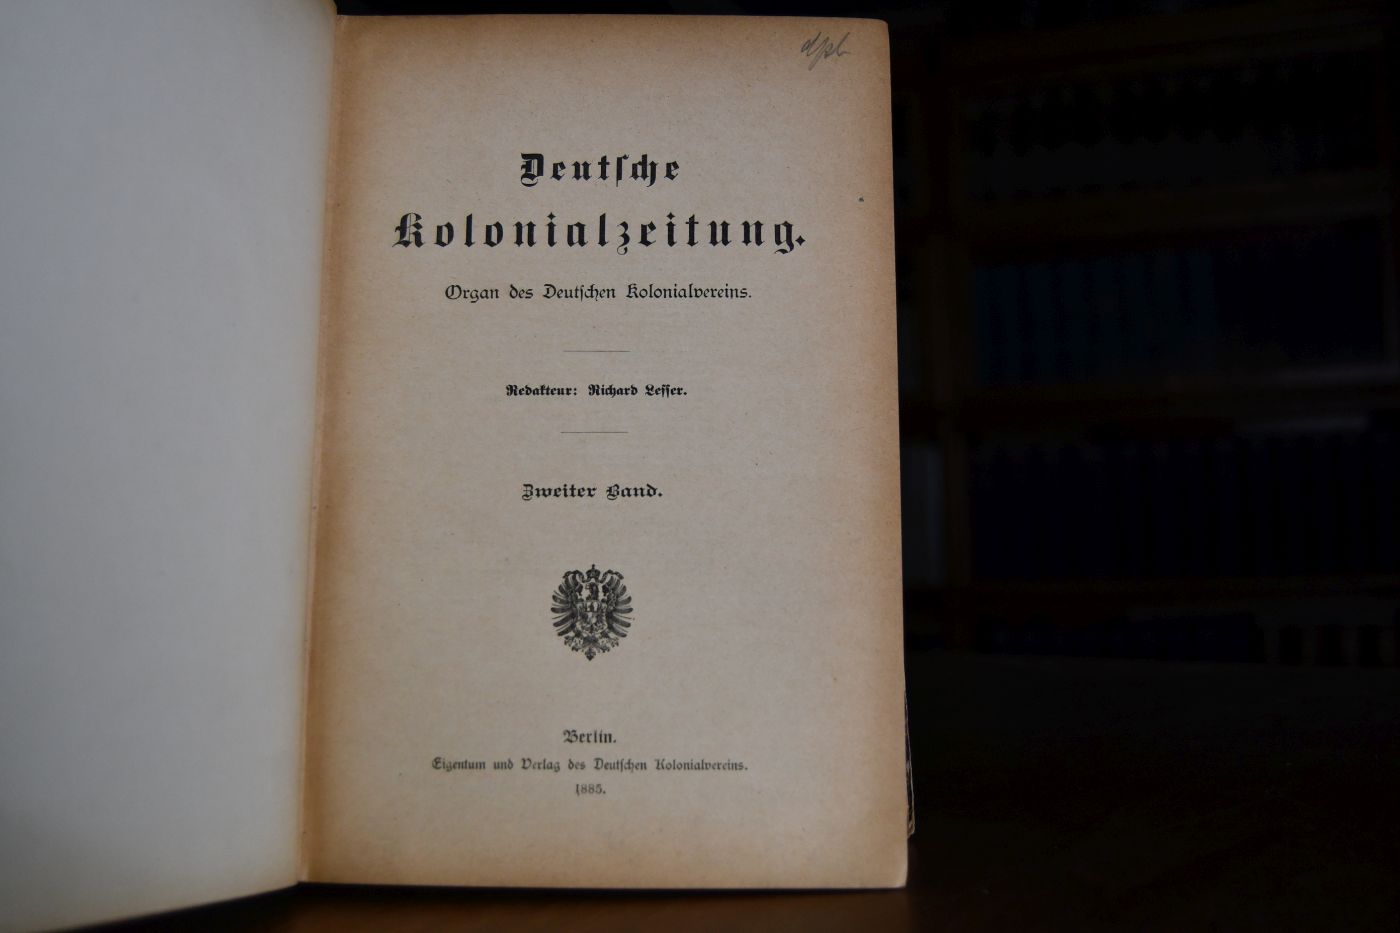 Deutsche
Kolonialzeitung.
Organ des Deutschen Kolonialvereins.
Redakteur: Richard Lesser.
Zweiter Band.
Berlin.
Eigentum und Verlag des Deutschen Kolonialvereins.
1885.